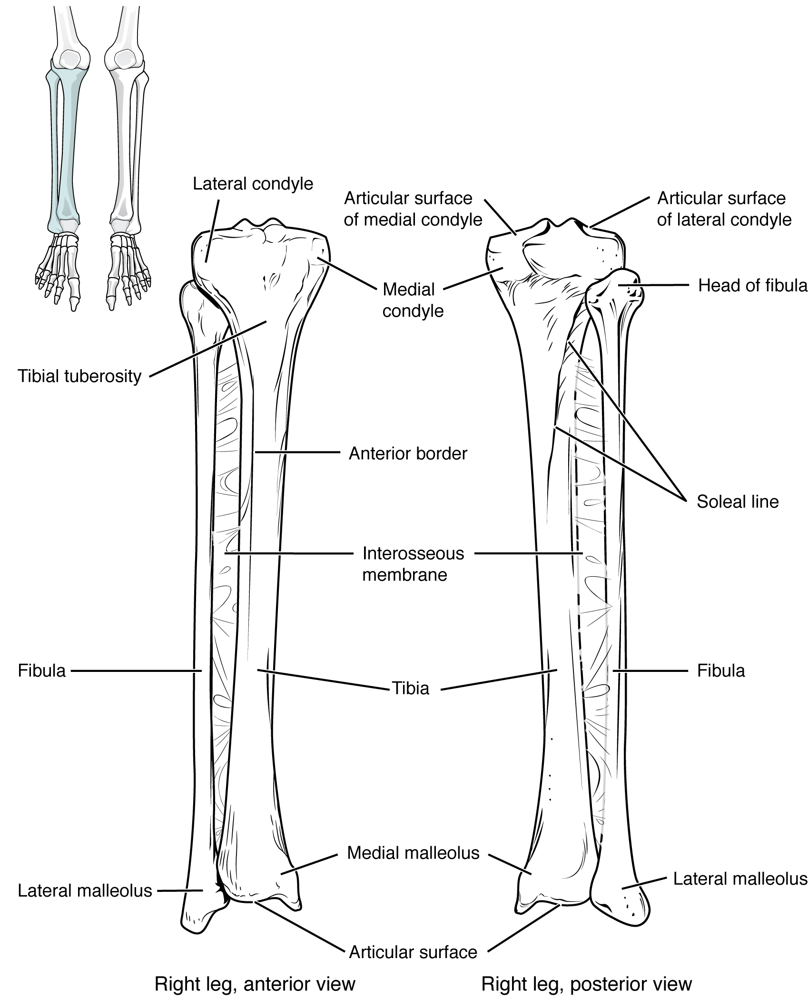 Lateral condyle
Articular surface
of medial condyle
Articular surface
of lateral condyle
Medial
condyle
Head of fibula
Tibial tuberosity
Anterior border
Soleal line
Interosseous
membrane
Fibula
Tibia
Fibula
Medial malleolus
Lateral malleolus
Lateral malleolus
Articular surface
Right leg, anterior view
Right leg, posterior view